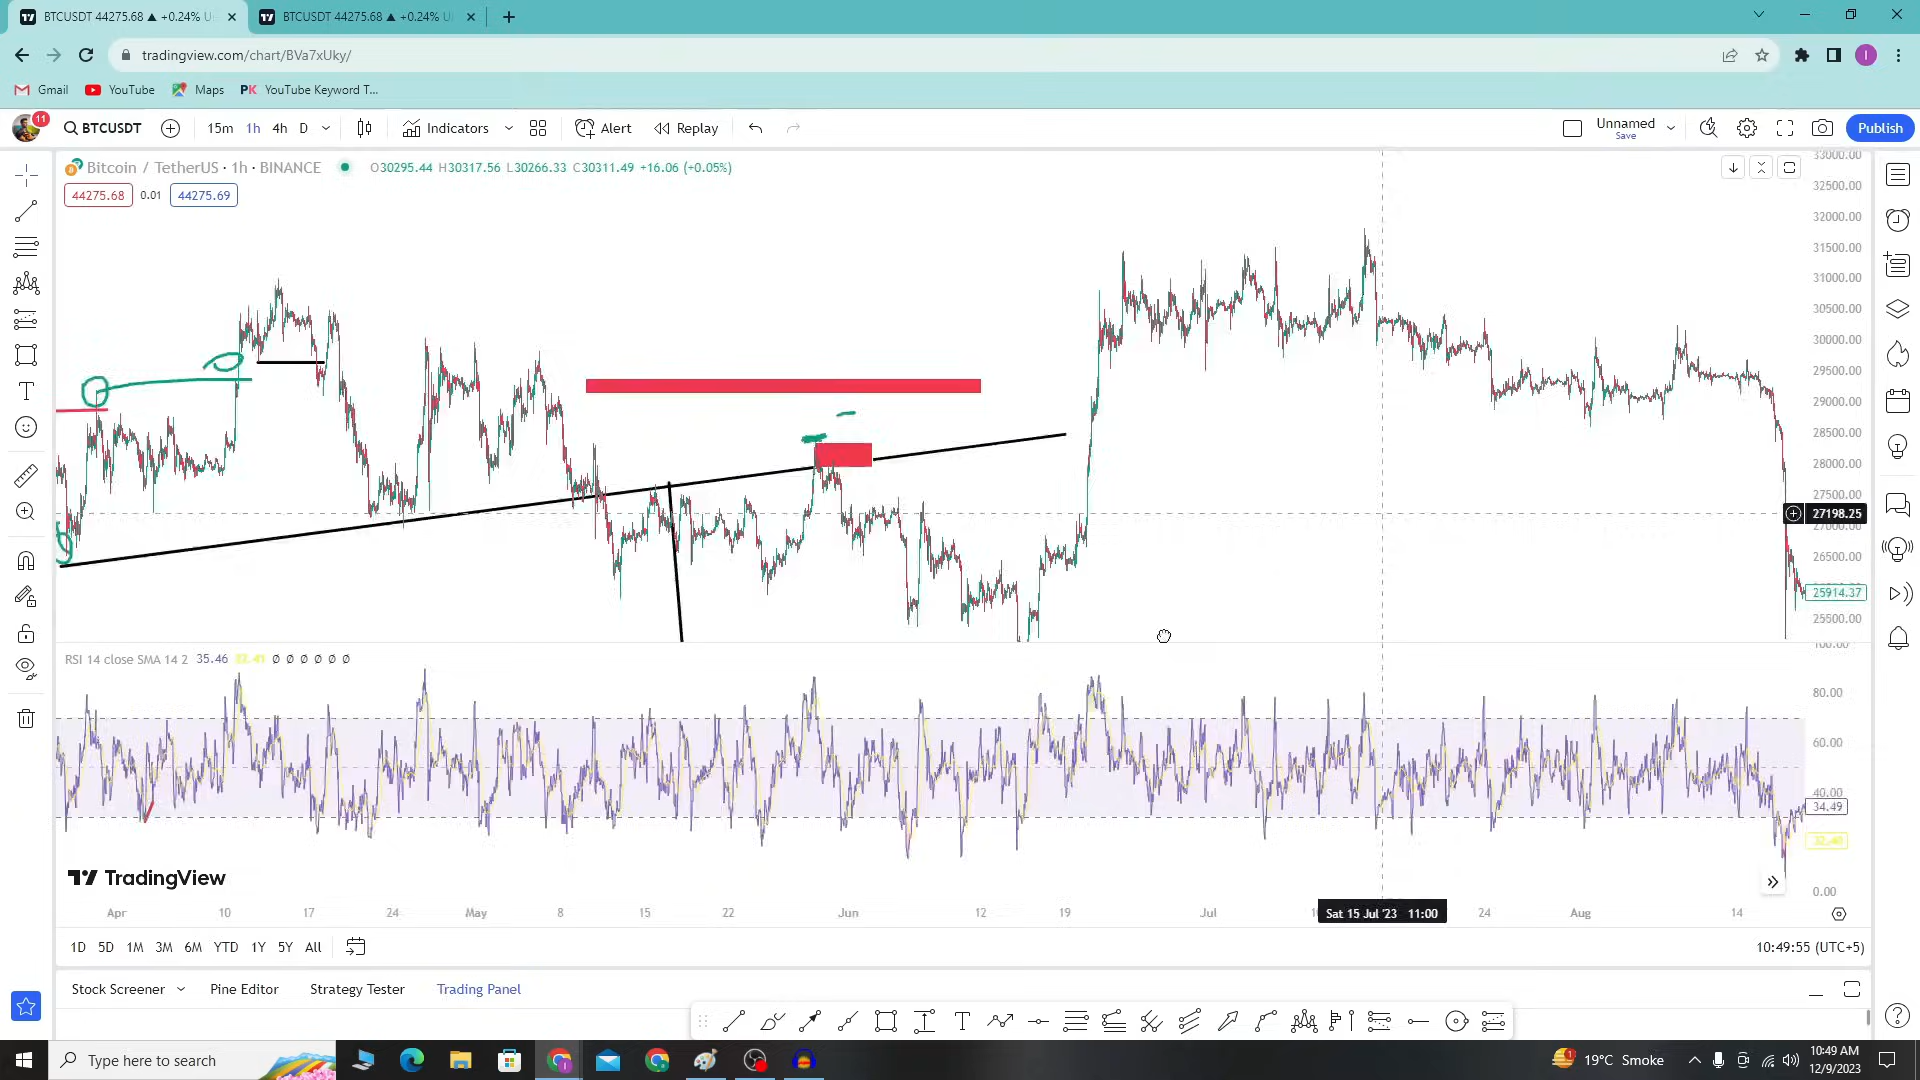 BTCUSDT 44275.68 ▲ +0.24% U
BTCUSDT 44275.68 ▲ +0.24% U
tradingview.com/chart/BVa7xUky/
I
Gmail
YouTube
Maps
PK YouTube Keyword T...
11
BTCUSDT
15m 1h 4h D
Indicators
Alert
Replay
Unnamed
Save
Publish
Bitcoin / TetherUS · 1h · BINANCE
O30295.44 H30317.56 L30266.33 C30311.49 +16.06 (+0.05%)
44275.68 0.01 44275.69
33000.00
32500.00
32000.00
31500.00
31000.00
30500.00
30000.00
29500.00
29000.00
28500.00
28000.00
27500.00
27198.25
27000.00
26500.00
25914.37
25500.00
RSI 14 close SMA 14 2 35.46 Ø Ø Ø Ø Ø Ø
100.00
80.00
60.00
40.00
34.49
32.40
0.00
TradingView
Apr 10 17 24 May 8 15 22 Jun 12 19 Jul Sat 15 Jul '23 11:00 24 Aug 14
1D 5D 1M 3M 6M YTD 1Y 5Y All
10:49:55 (UTC+5)
Stock Screener Pine Editor Strategy Tester Trading Panel
Type here to search
19°C Smoke
10:49 AM
12/9/2023